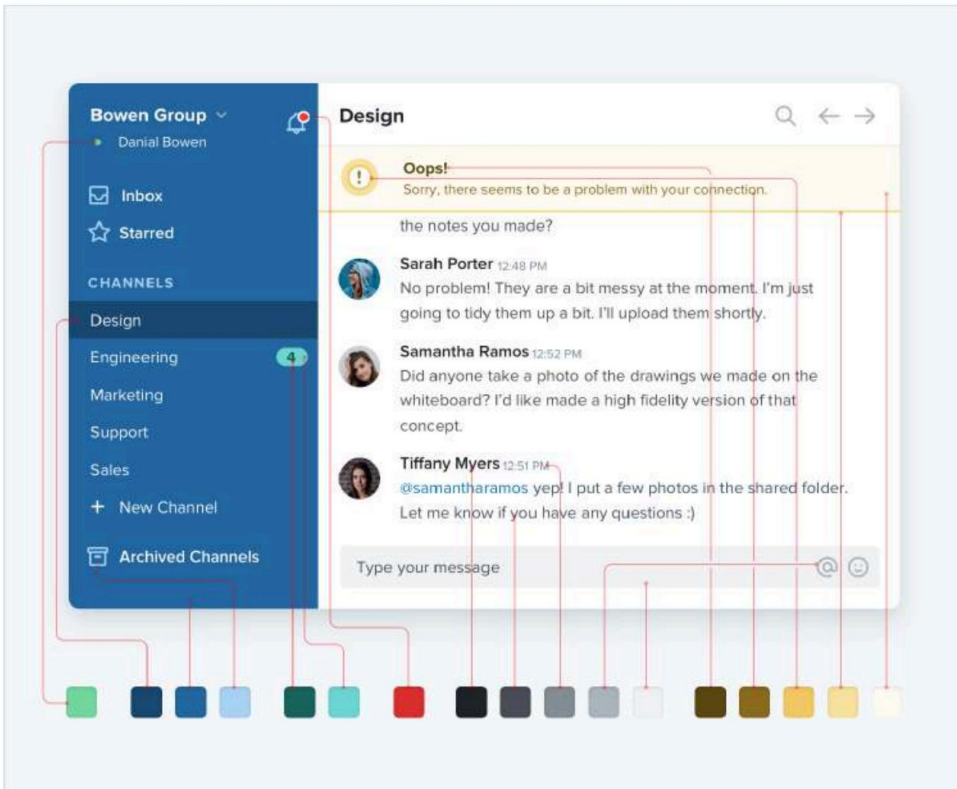 Bowen Group
Danial Bowen
Inbox
Starred
CHANNELS
Design
Engineering 4
Marketing
Support
Sales
+ New Channel
Archived Channels
Design
!
Oops!
Sorry, there seems to be a problem with your connection.
the notes you made?
Sarah Porter 12:48 PM
No problem! They are a bit messy at the moment. I'm just
going to tidy them up a bit. I'll upload them shortly.
Samantha Ramos 12:52 PM
Did anyone take a photo of the drawings we made on the
whiteboard? I'd like made a high fidelity version of that
concept.
Tiffany Myers 12:51 PM
@samantharamos yep! I put a few photos in the shared folder.
Let me know if you have any questions :)
Type your message @